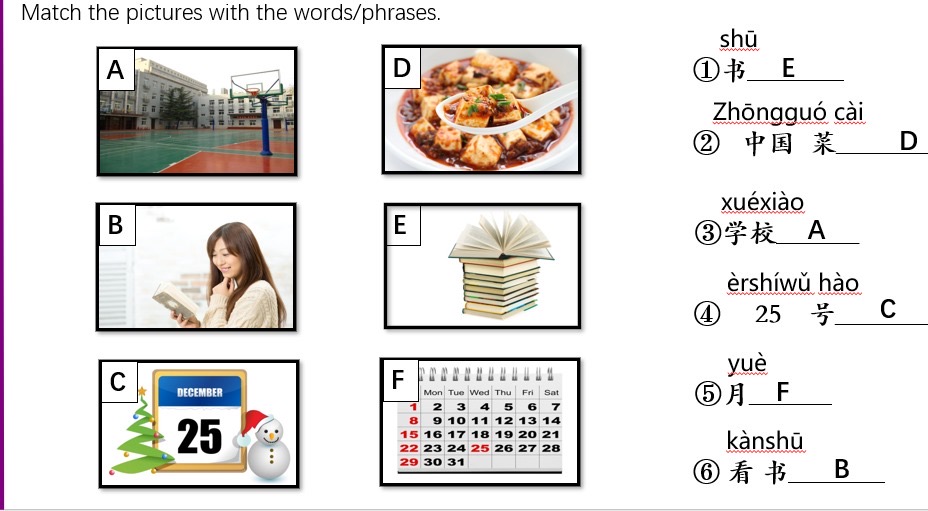 Match the pictures with the words/phrases.
A
B
C
DECEMBER
25
D
E
F
Mon Tue Wed Thu Fri Sat
1 2 3 4 5 6 7
8 9 10 11 12 13 14
15 16 17 18 19 20 21
22 23 24 25 26 27 28
29 30 31
shū
①书 E
Zhōngguó cài
② 中国 菜 D
xuéxiào
③学校 A
èrshíwǔ hào
④ 25 号 C
yuè
⑤月 F
kànshū
⑥ 看 书 B